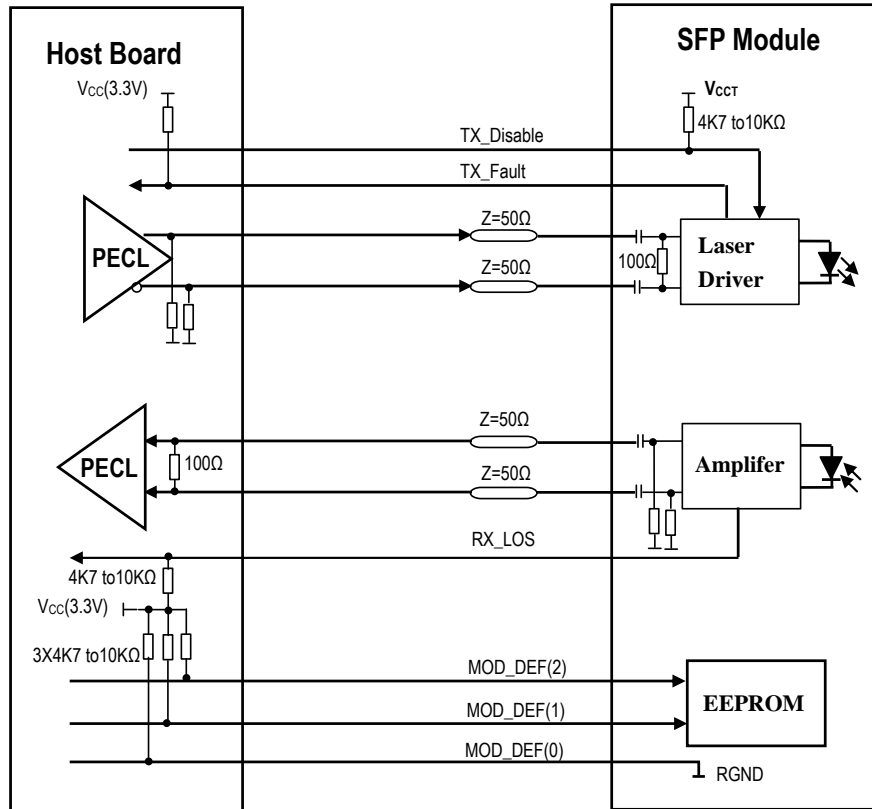 Host Board
SFP Module
VCC(3.3V)
VCCT
4K7 to10KΩ
TX_Disable
TX_Fault
PECL
Z=50Ω
Z=50Ω
100Ω
Laser
Driver
PECL
100Ω
Z=50Ω
Z=50Ω
Amplifer
RX_LOS
4K7 to10KΩ
VCC(3.3V)
3X4K7 to10KΩ
MOD_DEF(2)
MOD_DEF(1)
MOD_DEF(0)
EEPROM
RGND